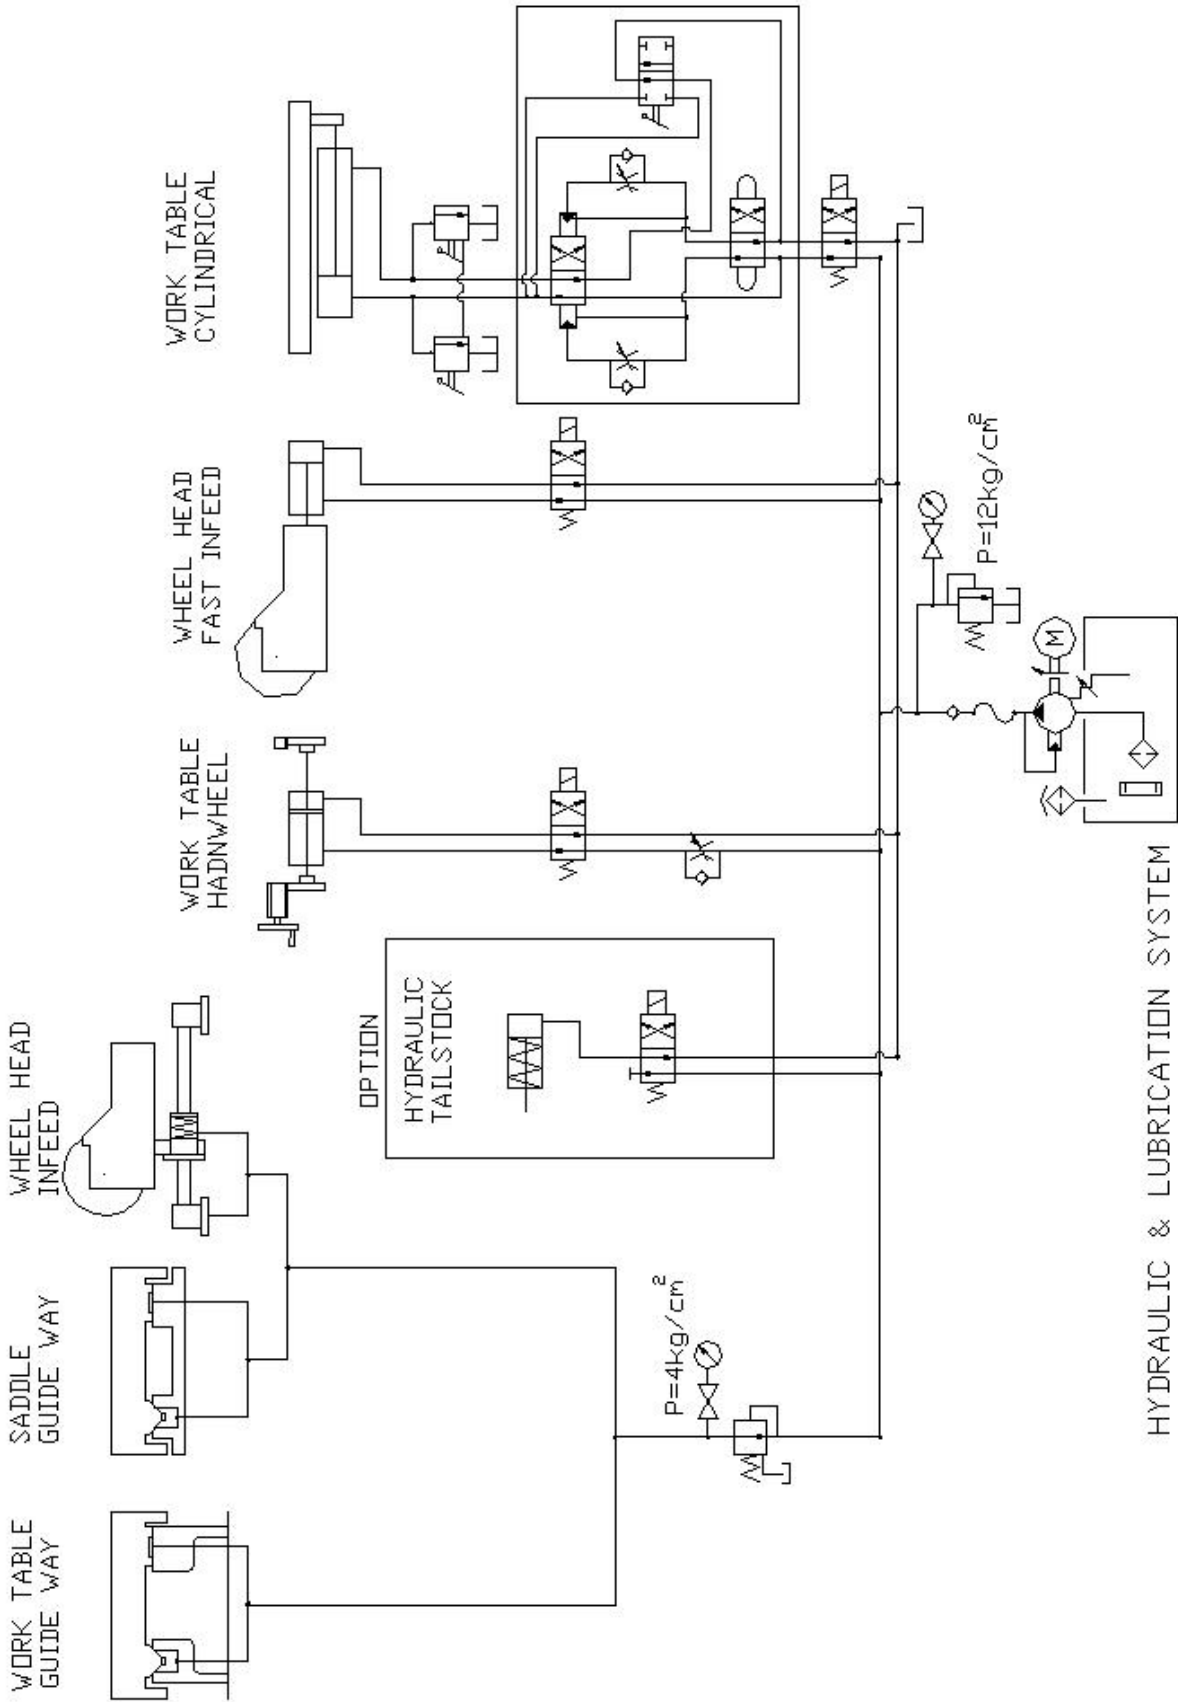 WORK TABLE
GUIDE WAY
SADDLE
GUIDE WAY
WHEEL HEAD
INFEED
OPTION
HYDRAULIC
TAILSTOCK
WORK TABLE
HADNWHEEL
WHEEL HEAD
FAST INFEED
WORK TABLE
CYLINDRICAL
P=4kg/cm²
P=12kg/cm²
M
HYDRAULIC & LUBRICATION SYSTEM